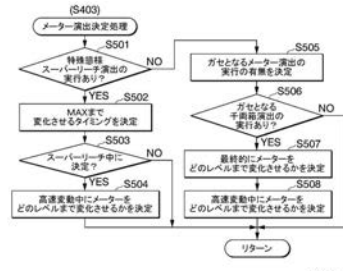 (S403)
メーター演出決定処理
S501
特殊態様
スーパーリーチ演出の
実行あり?
NO
YES
S502
MAXまで
変化させるタイミングを決定
S503
スーパーリーチ中に
決定?
NO
YES
S504
高速変動中にメーターを
どのレベルまで変化させるかを決定
S505
ガセとなるメーター演出の
実行の有無を決定
S506
ガセとなる
千両箱演出の
実行あり?
NO
YES
S507
最終的にメーターを
どのレベルまで変化させるかを決定
S508
高速変動中にメーターを
どのレベルまで変化させるかを決定
リターン